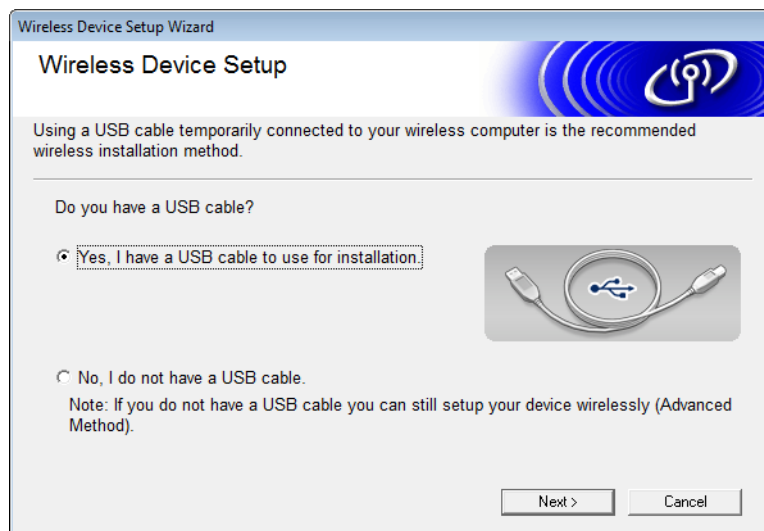 Wireless Device Setup Wizard
Wireless Device Setup
Using a USB cable temporarily connected to your wireless computer is the recommended
wireless installation method.
Do you have a USB cable?
Yes, I have a USB cable to use for installation.
No, I do not have a USB cable.
Note: If you do not have a USB cable you can still setup your device wirelessly (Advanced
Method).
Next >
Cancel